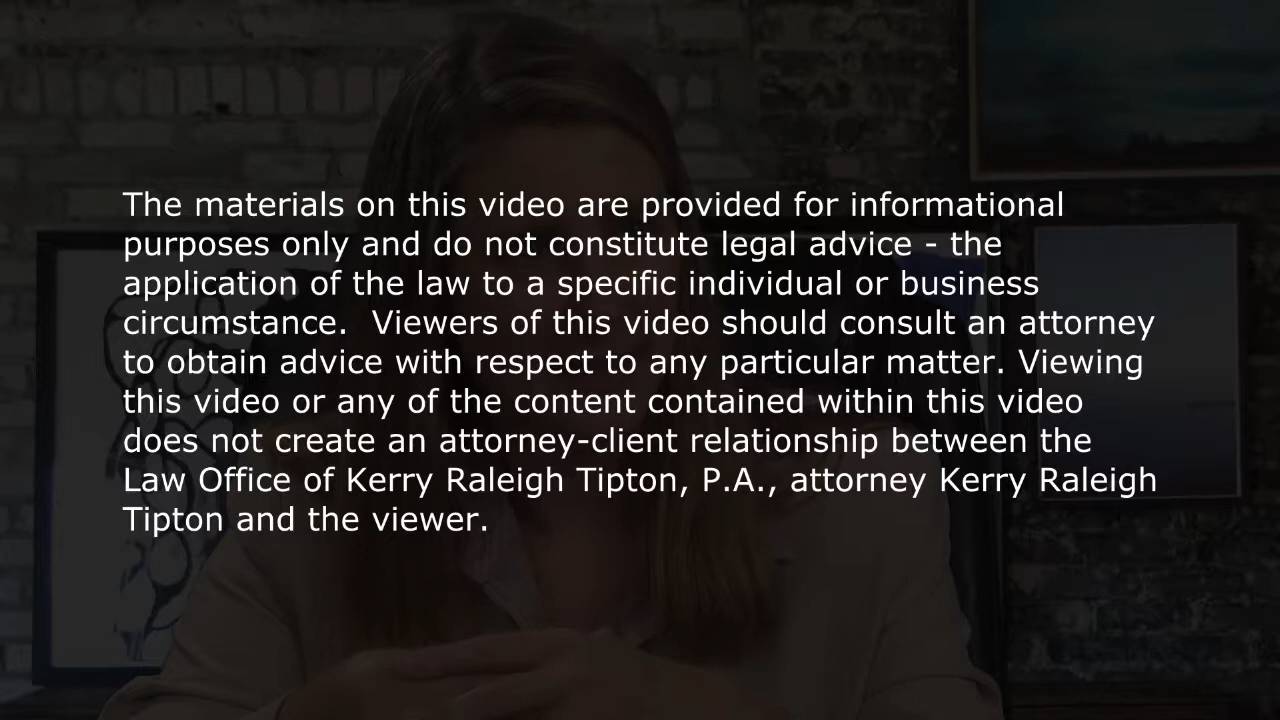 The materials on this video are provided for informational
purposes only and do not constitute legal advice - the
application of the law to a specific individual or business
circumstance.  Viewers of this video should consult an attorney
to obtain advice with respect to any particular matter. Viewing
this video or any of the content contained within this video
does not create an attorney-client relationship between the
Law Office of Kerry Raleigh Tipton, P.A., attorney Kerry Raleigh
Tipton and the viewer.